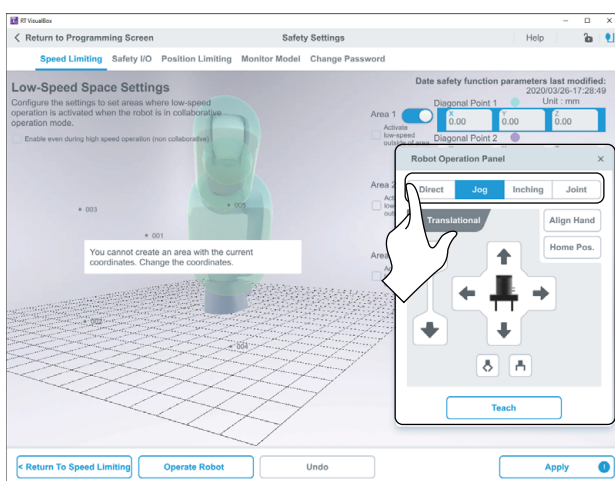 RT VisualBox
Return to Programming Screen
Safety Settings
Help
Speed Limiting Safety I/O Position Limiting Monitor Model Change Password
Low-Speed Space Settings
Configure the settings to set areas where low-speed
operation is activated when the robot is in collaborative
operation mode.
Enable even during high speed operation (non collaborative)
Date safety function parameters last modified:
2020/03/26-17:28:49
Diagonal Point 1 Unit : mm
Area 1
X Y Z
0.00 0.00 0.00
Activate
low-speed
outside of area
Diagonal Point 2
Robot Operation Panel ×
Area 2
Direct Jog Inching Joint
003
005
001
Translational
Align Hand
Home Pos.
You cannot create an area with the current
coordinates. Change the coordinates.
002
004
Teach
< Return To Speed Limiting
Operate Robot
Undo
Apply